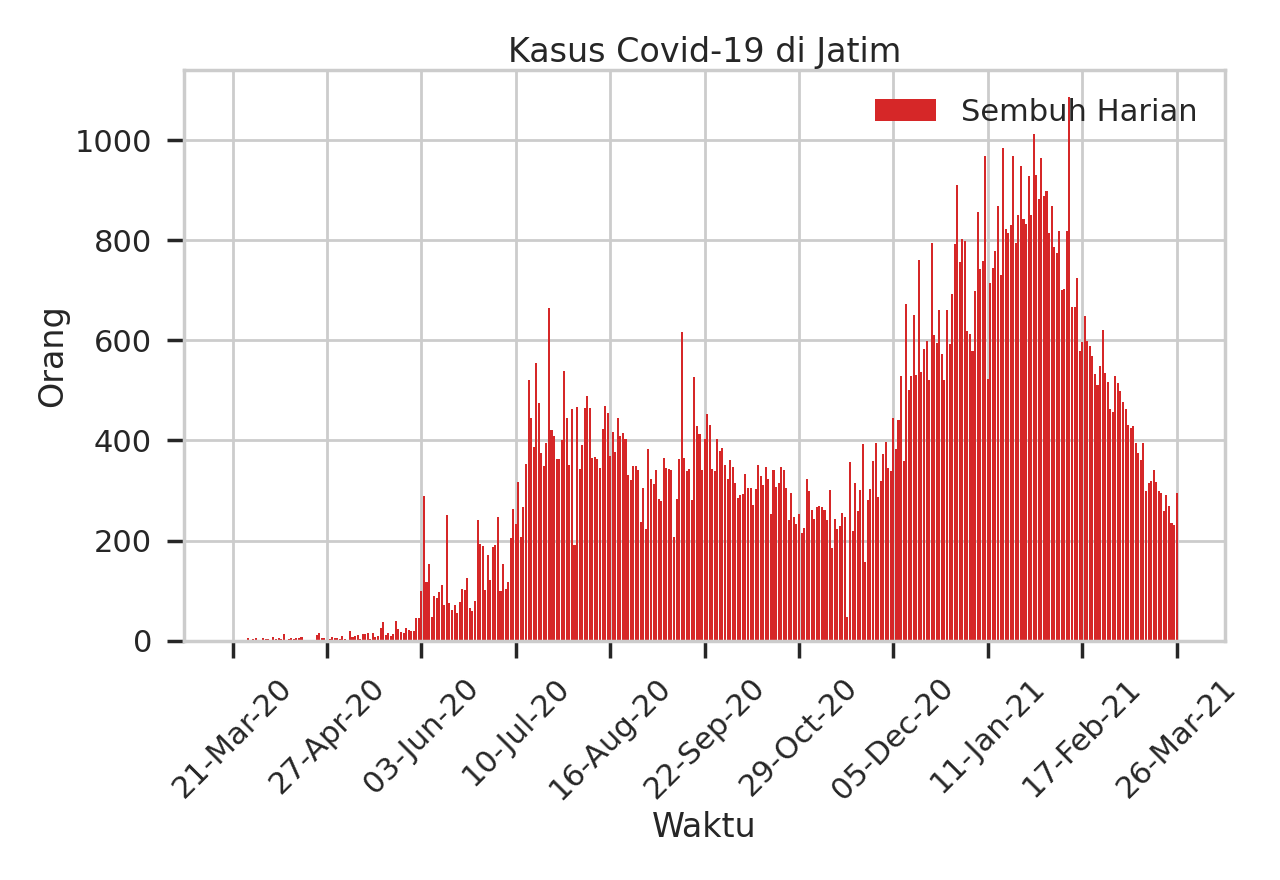 Kasus Covid-19 di Jatim
Sembuh Harian
1000
800
600
400
200
0
Orang
21-Mar-20
27-Apr-20
03-Jun-20
10-Jul-20
16-Aug-20
22-Sep-20
29-Oct-20
05-Dec-20
11-Jan-21
17-Feb-21
26-Mar-21
Waktu